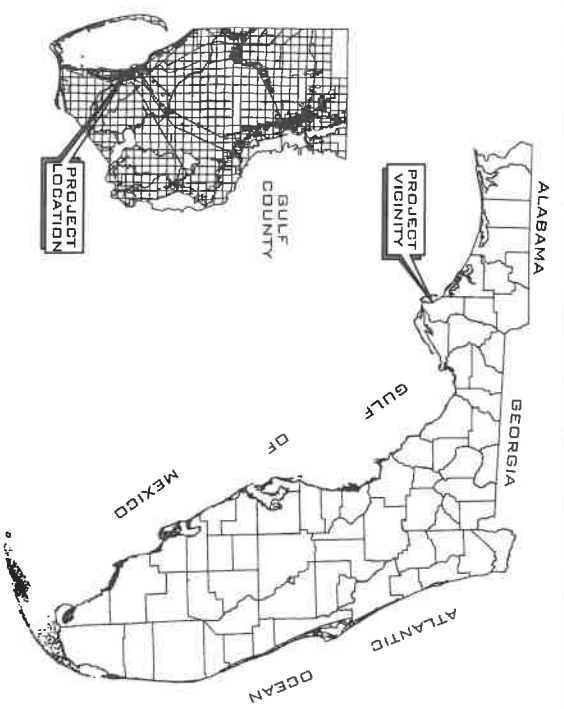 ALABAMA
GEORGIA
PROJECT
VICINITY
GULF
OF
MEXICO
ATLANTIC
OCEAN
GULF
COUNTY
PROJECT
LOCATION